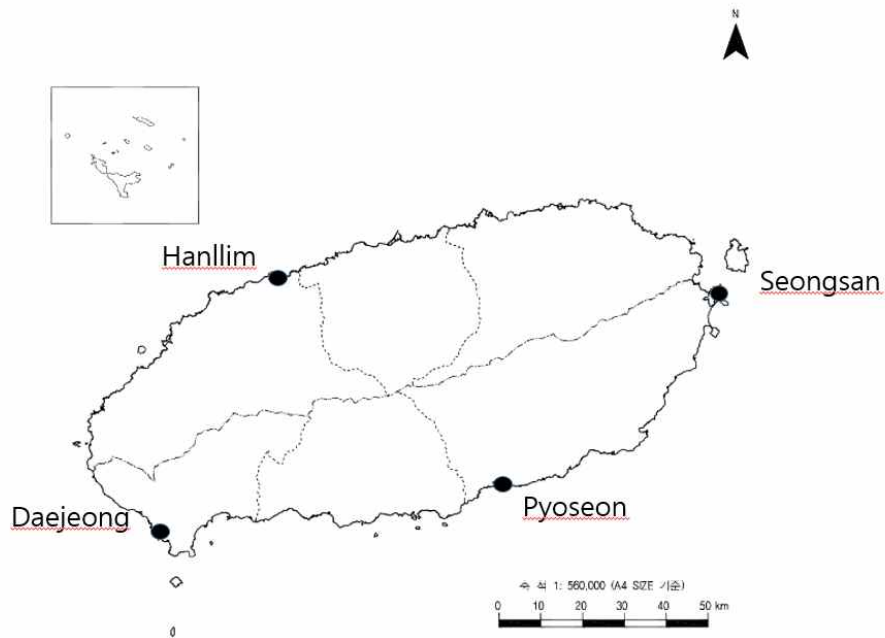 N
Hanllim
Seongsan
Daejeong
Pyoseon
축 척 1: 560,000 (A4 SIZE 기준)
0 10 20 30 40 50 km